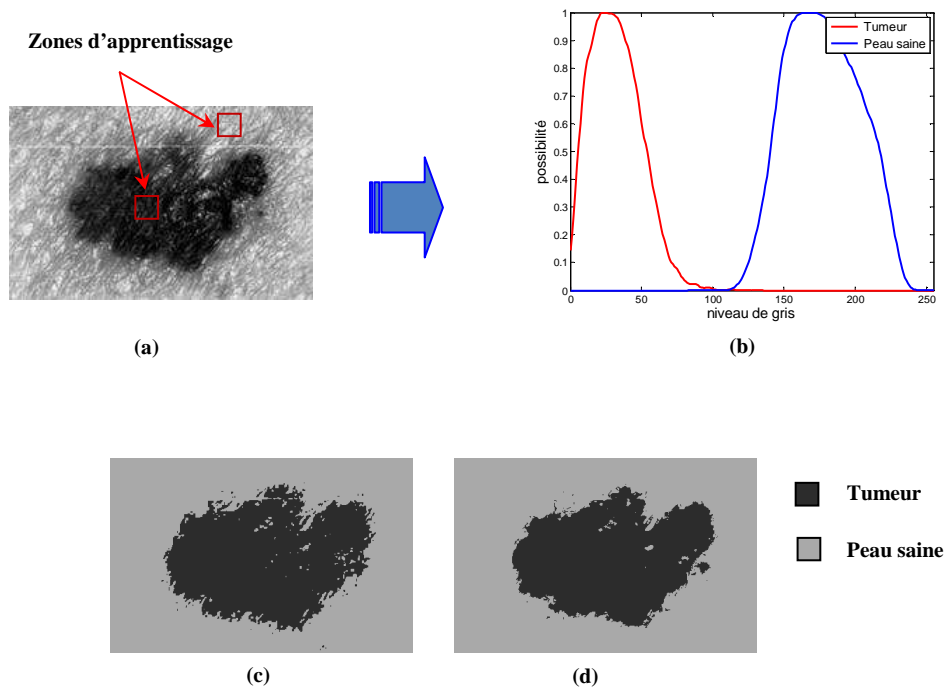 Zones d'apprentissage
(a)
possibilité
1
0.9
0.8
0.7
0.6
0.5
0.4
0.3
0.2
0.1
0
0 50 100 150 200 250
niveau de gris
Tumeur
Peau saine
(b)
Tumeur
Peau saine
(c)
(d)